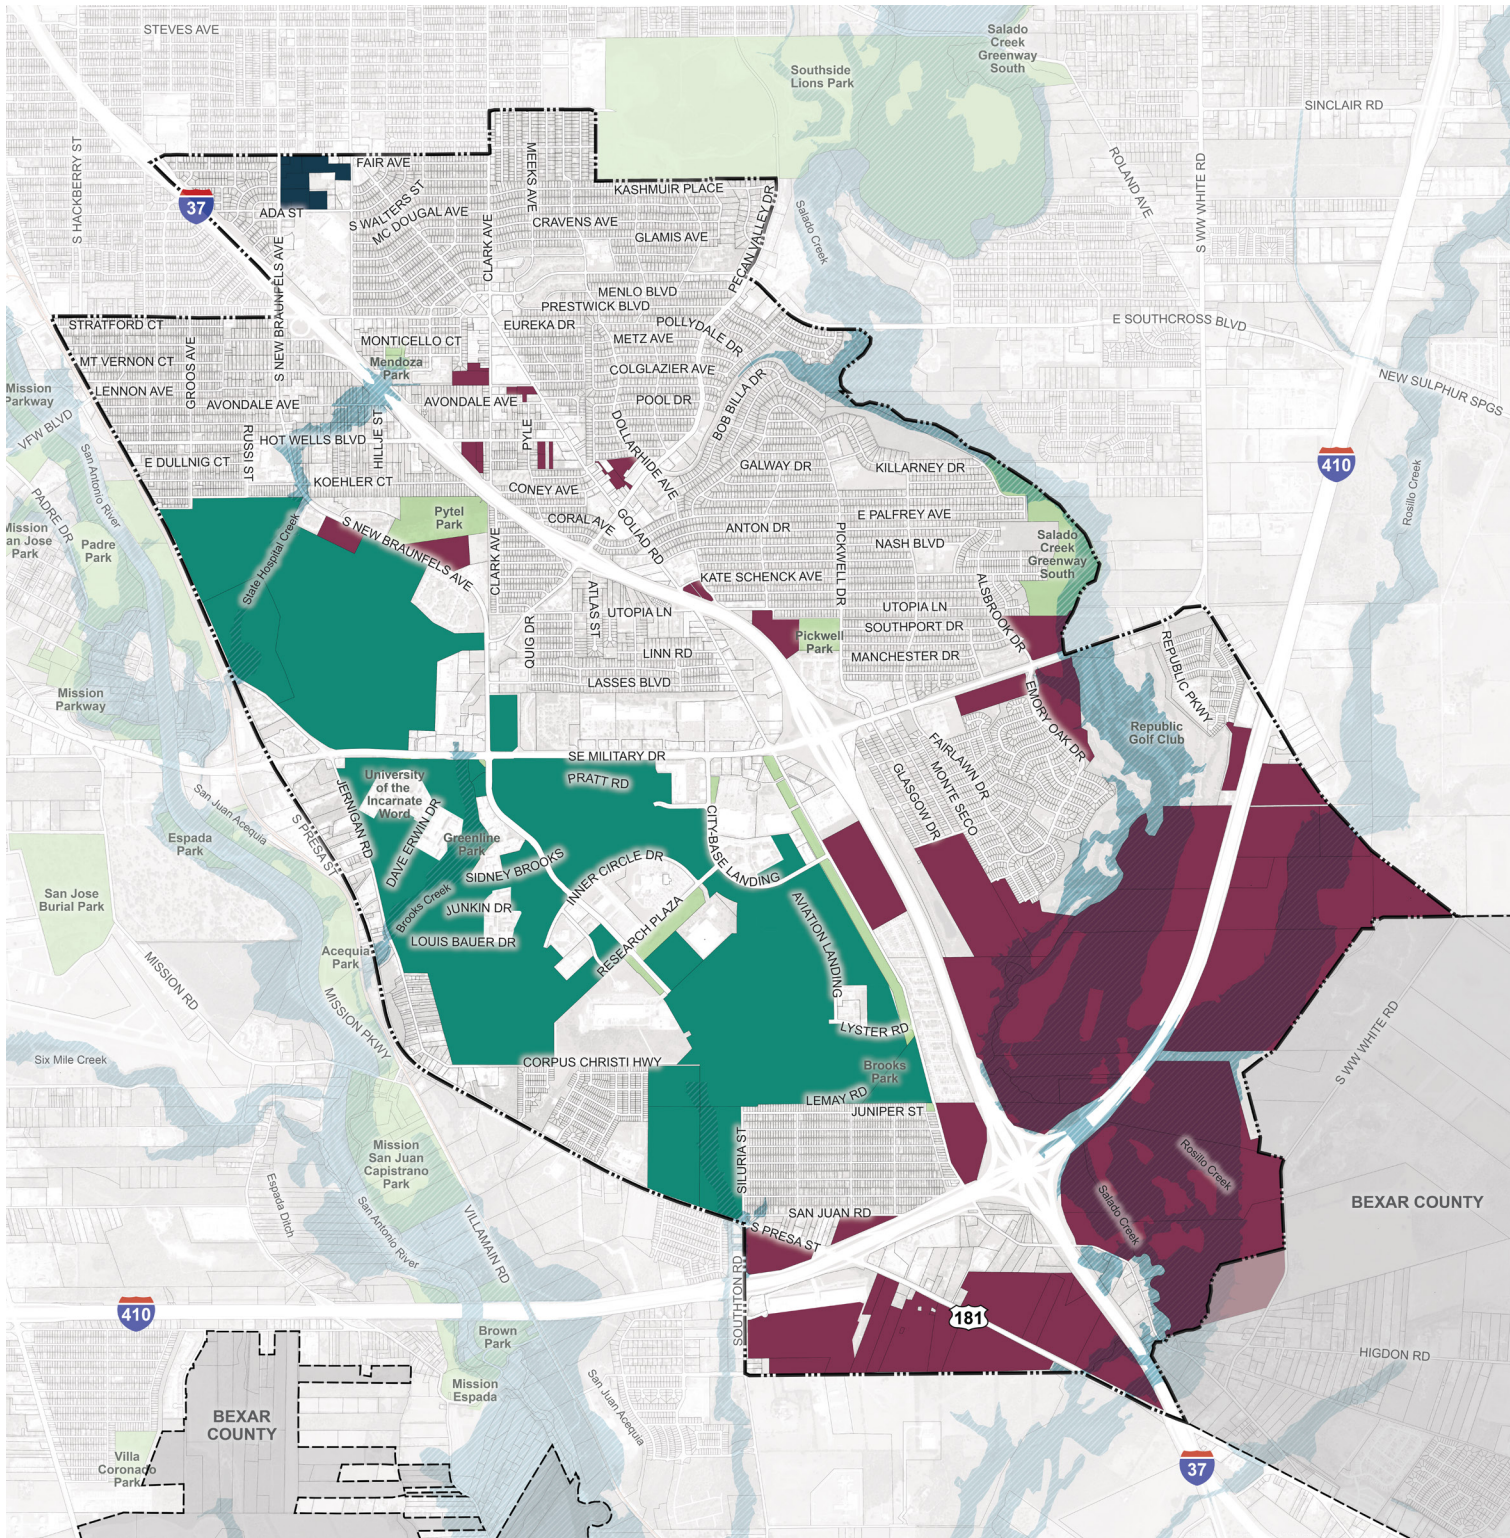 STEVES AVE
Salado
Creek
Greenway
South
Southside
Lions Park
SINCLAIR RD
S HACKBERRY ST
FAIR AVE
MEEKS AVE
ROLAND AVE
S WW WHITE RD
KASHMUIR PLACE
37
ADA ST
S WALTERS ST
MC DOUGAL AVE
CLARK AVE
CRAVENS AVE
GLAMIS AVE
PECAN VALLEY DR
Salado Creek
S NEW BRAUNFELS AVE
MENLO BLVD
PRESTWICK BLVD
STRATFORD CT
EUREKA DR
POLLYDALE DR
E SOUTHCROSS BLVD
MONTICELLO CT
METZ AVE
MT VERNON CT
GROOS AVE
Mendoza
Park
COLGLAZIER AVE
NEW SULPHUR SPGS
Mission
Parkway
LENNON AVE
AVONDALE AVE
AVONDALE AVE
POOL DR
BOB BILLA DR
VFW BLVD
RUSSI ST
HOT WELLS BLVD
HILLJE ST
PYLE
DOLLARHIDE AVE
San Antonio River
E DULLNIG CT
GALWAY DR
KILLARNEY DR
410
KOEHLER CT
CONEY AVE
PADRE DR
Rosillo Creek
Pytel
Park
S NEW BRAUNFELS AVE
CORAL AVE
GOLIAD RD
ANTON DR
E PALFREY AVE
Mission
San Jose
Park
Padre
Park
State Hospital Creek
CLARK AVE
PICKWELL DR
NASH BLVD
Salado
Creek
Greenway
South
KATE SCHENCK AVE
ALSBROOK DR
ATLAS ST
UTOPIA LN
UTOPIA LN
QUIG DR
Pickwell
Park
SOUTHPORT DR
LINN RD
MANCHESTER DR
REPUBLIC PKWY
LASSES BLVD
Mission
Parkway
EMORY OAK DR
Republic
Golf Club
SE MILITARY DR
FAIRLAWN DR
MONTE SECO
GLASGOW DR
University
of the
Incarnate
Word
PRATT RD
San Juan Acequia
JERNIGAN RD
S PRESA ST
DAVE ERWIN DR
Greenline
Park
CITY-BASE LANDING
Espada
Park
SIDNEY BROOKS
INNER CIRCLE DR
San Jose
Burial Park
Brooks Creek
JUNKIN DR
RESEARCH PLAZA
AVIATION LANDING
LOUIS BAUER DR
Acequia
Park
MISSION RD
MISSION PKWY
LYSTER RD
S WW WHITE RD
Six Mile Creek
CORPUS CHRISTI HWY
Brooks
Park
LEMAY RD
JUNIPER ST
Mission
San Juan
Capistrano
Park
SILURIA ST
Rosillo Creek
Espada Ditch
San Antonio River
VILLAMAIN RD
Salado Creek
BEXAR COUNTY
SAN JUAN RD
S PRESA ST
SOUTHTON RD
410
181
Brown
Park
HIGDON RD
Mission
Espada
San Juan Acequia
BEXAR
COUNTY
Villa
Coronado
Park
37